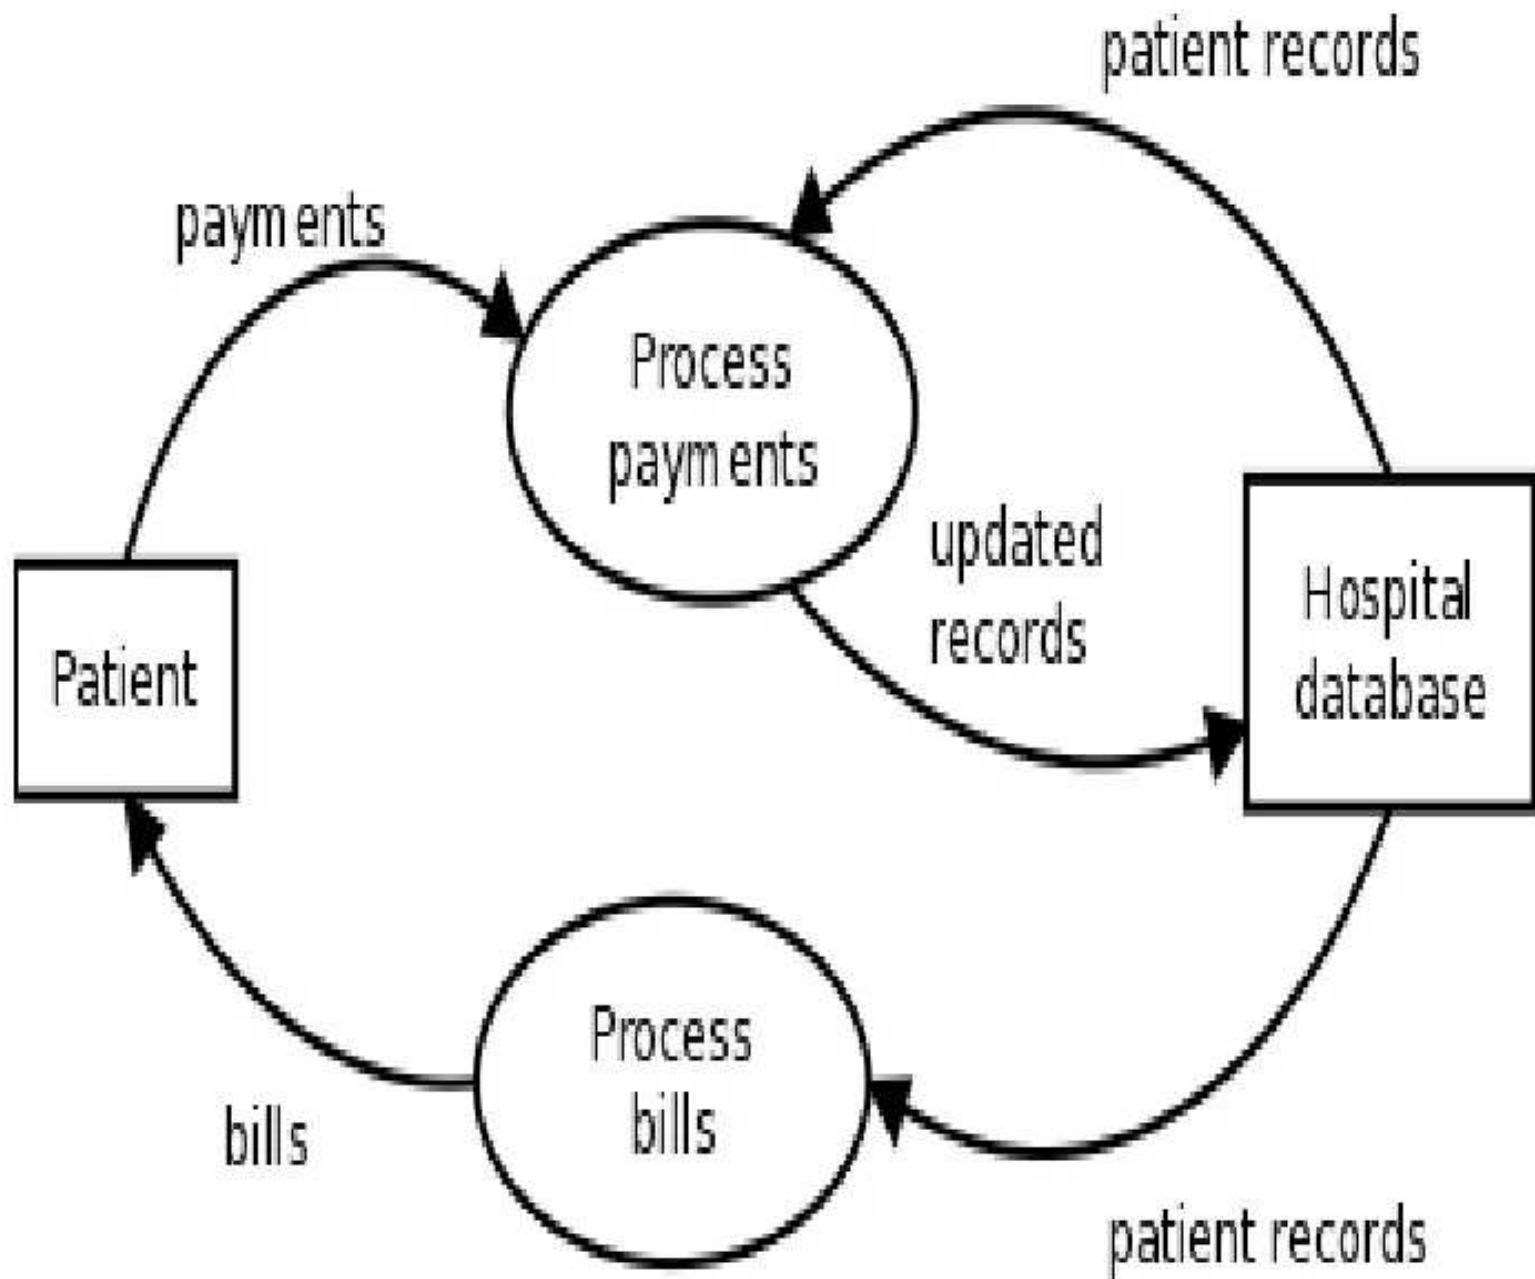 patient records
payments
Process
payments
updated
records
Hospital
database
Patient
Process
bills
bills
patient records